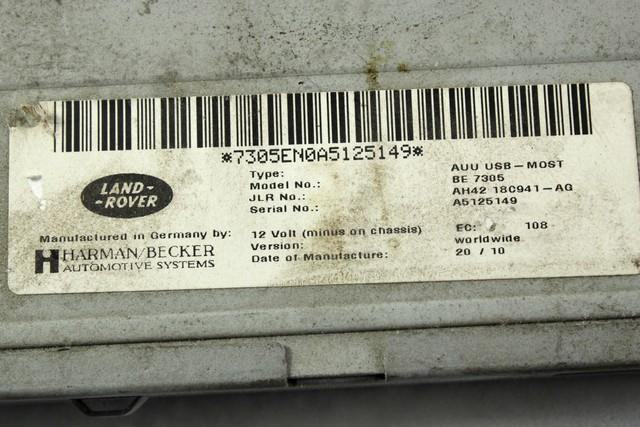 *7305EN0A5125149*
Type: AUU USB-MOST
Model No.: BE 7305
JLR No.: AH42 18C941-AG
Serial No.: A5125149
LAND-
-ROVER
Manufactured in Germany by: 12 Volt (minus on chassis) EC: 108
HARMAN/BECKER Version: worldwide
AUTOMOTIVE SYSTEMS Date of Manufacture: 20 / 10